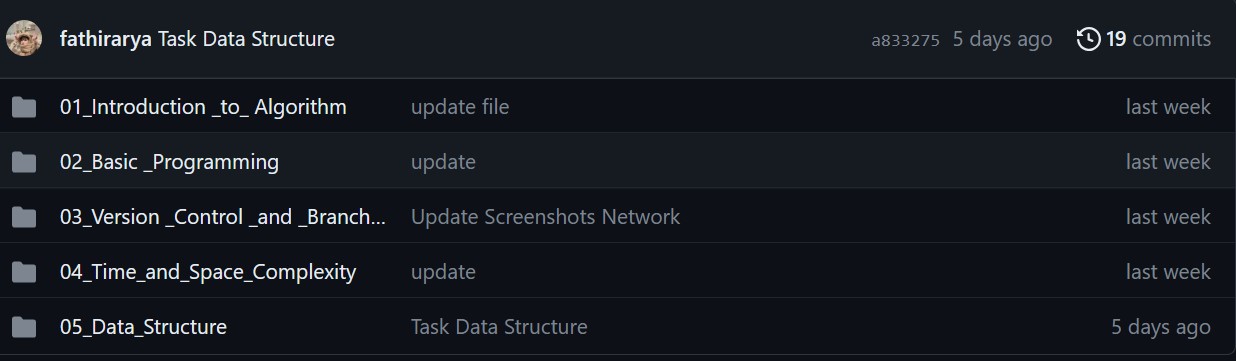 fathirarya Task Data Structure a833275 5 days ago 19 commits
01_Introduction _to_ Algorithm update file last week
02_Basic _Programming update last week
03_Version _Control _and _Branch... Update Screenshots Network last week
04_Time_and_Space_Complexity update last week
05_Data_Structure Task Data Structure 5 days ago